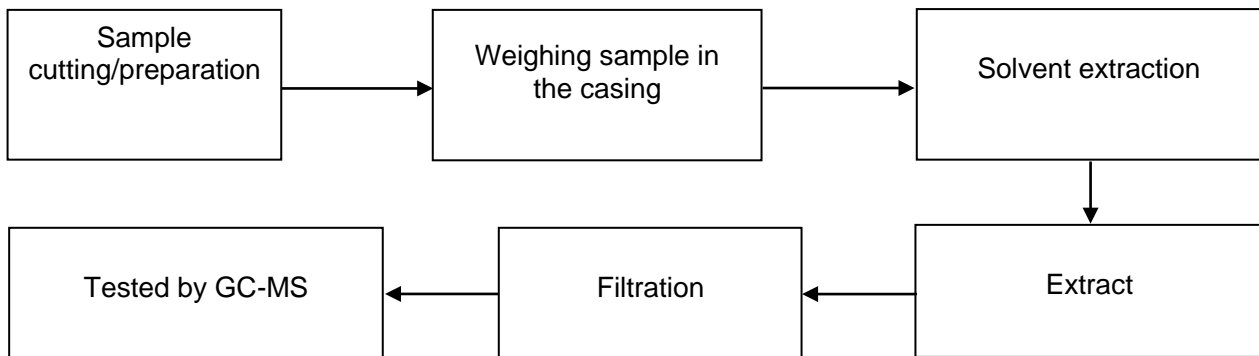 Sample
cutting/preparation
Weighing sample in
the casing
Solvent extraction
Extract
Filtration
Tested by GC-MS